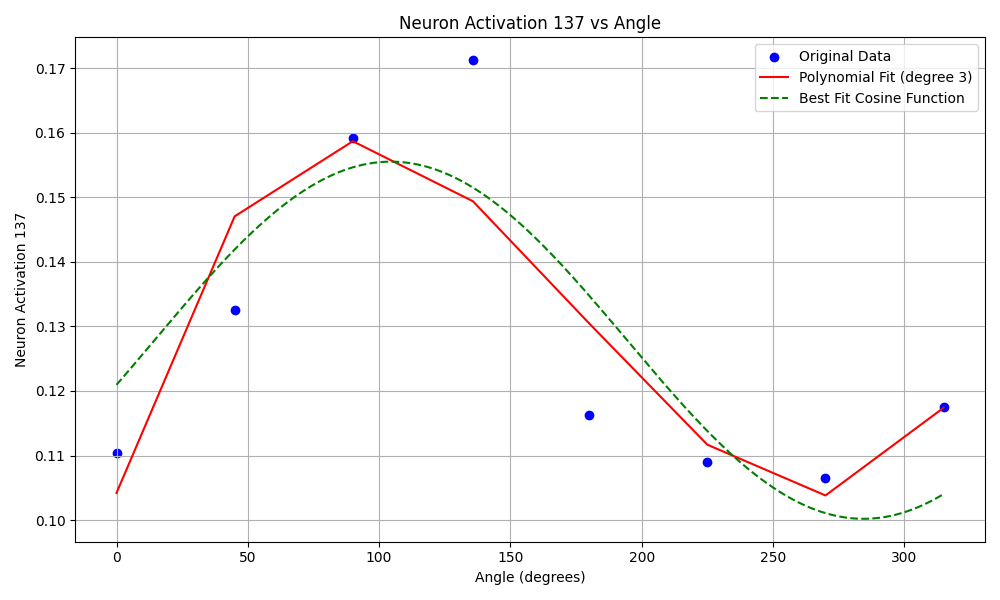 Neuron Activation 137 vs Angle
Original Data
Polynomial Fit (degree 3)
Best Fit Cosine Function
Neuron Activation 137
0.17
0.16
0.15
0.14
0.13
0.12
0.11
0.10
0
50
100
150
200
250
300
Angle (degrees)